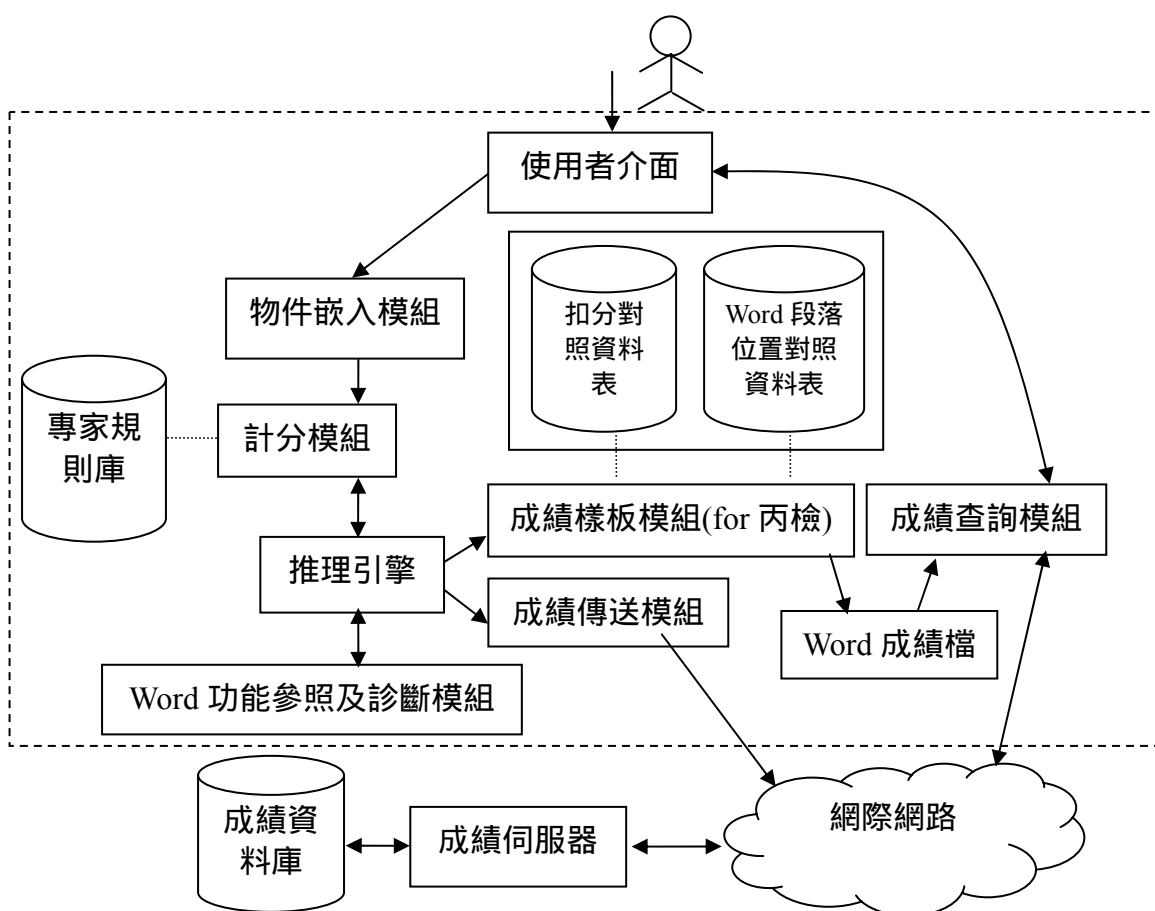 使用者介面
物件嵌入模組
扣分對
照資料
表
Word 段落
位置對照
資料表
專家規
則庫
計分模組
成績樣板模組(for 丙檢)
成績查詢模組
推理引擎
成績傳送模組
Word 成績檔
Word 功能參照及診斷模組
成績資
料庫
成績伺服器
網際網路